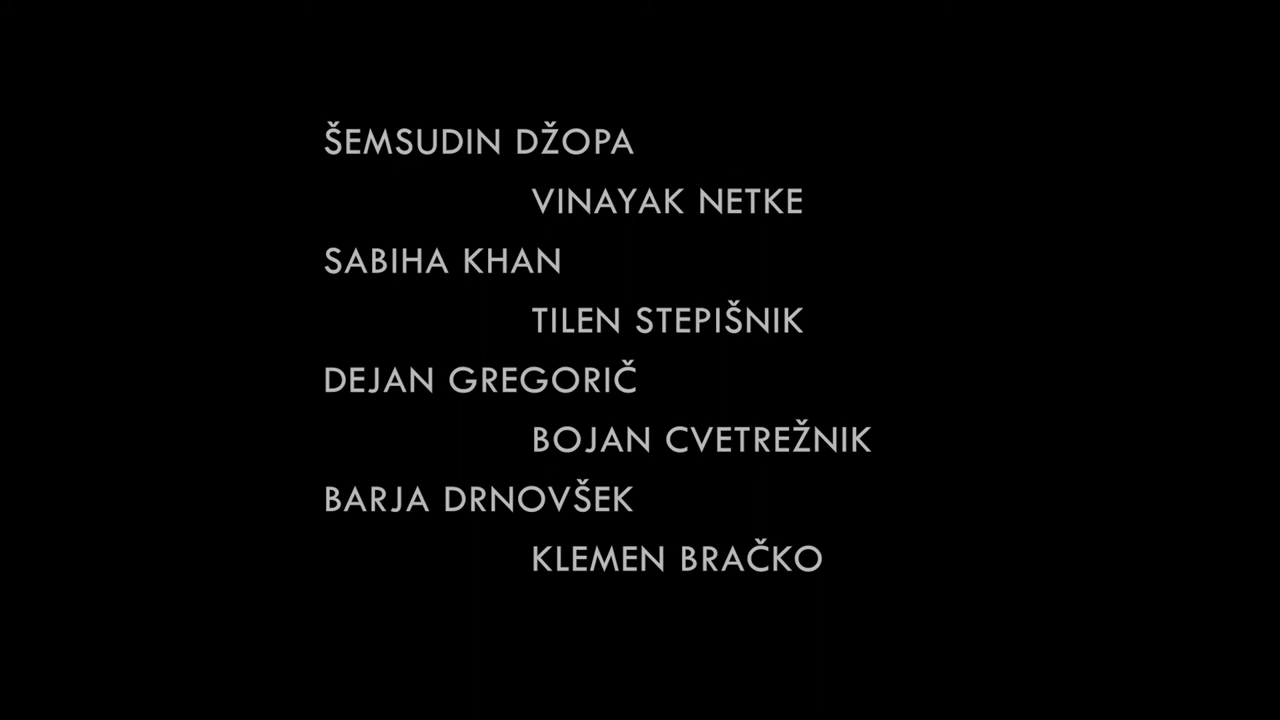 ŠEMSUDIN DŽOPA
VINAYAK NETKE
SABIHA KHAN
TILEN STEPIŠNIK
DEJAN GREGORIČ
BOJAN CVETREŽNIK
BARJA DRNOVŠEK
KLEMEN BRAČKO